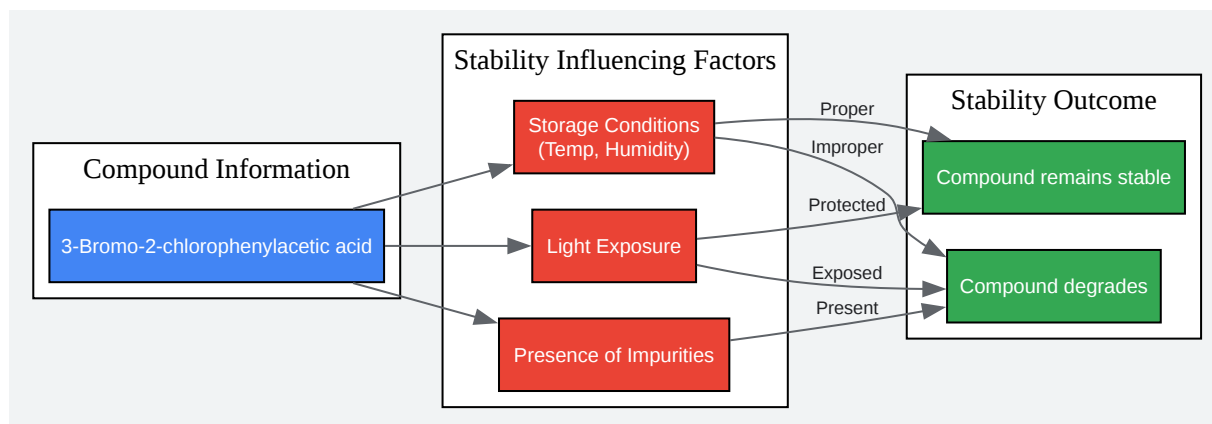 Compound Information
3-Bromo-2-chlorophenylacetic acid
Stability Influencing Factors
Storage Conditions
(Temp, Humidity)
Light Exposure
Presence of Impurities
Proper
Improper
Protected
Exposed
Present
Stability Outcome
Compound remains stable
Compound degrades